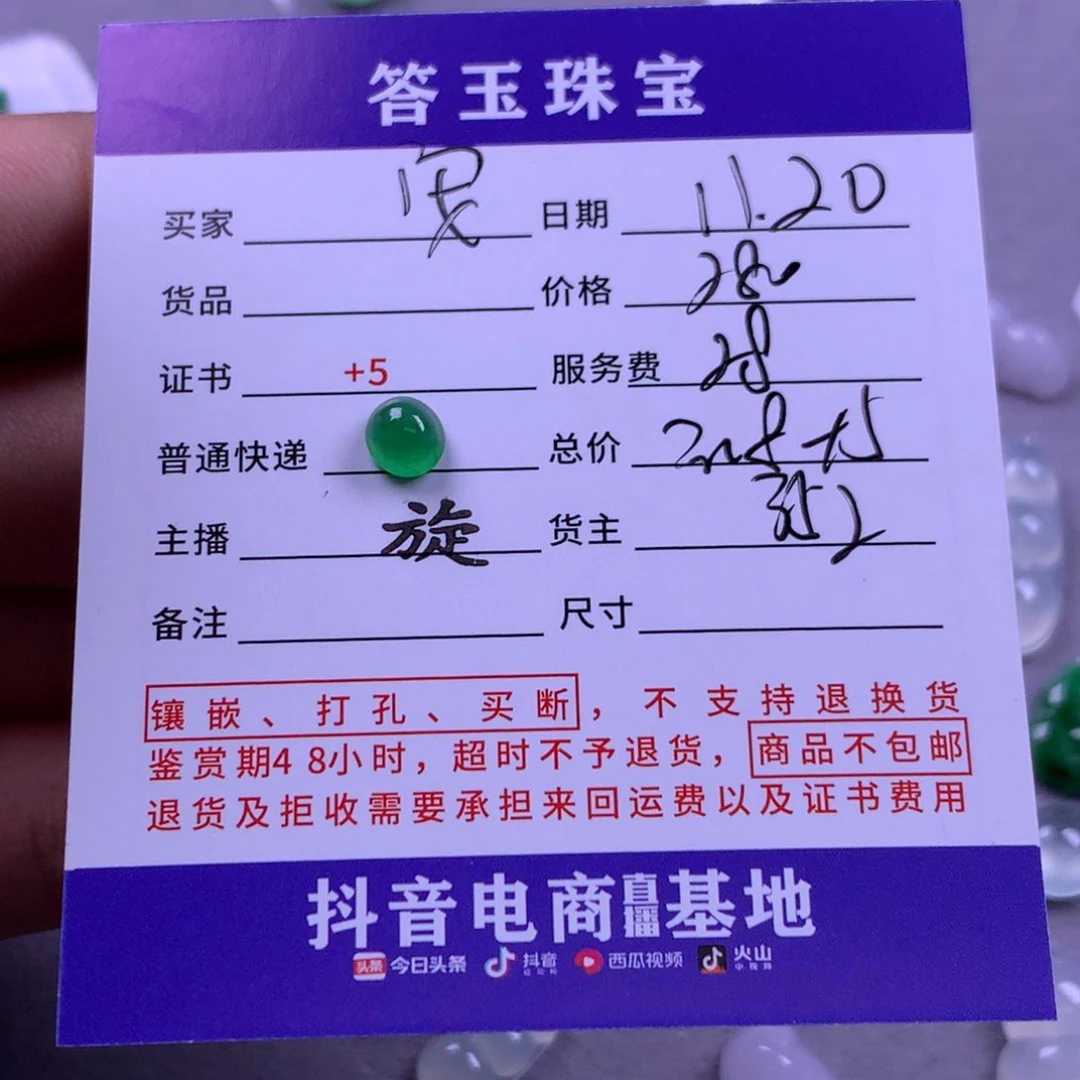 答玉珠宝
买家 日期 11.20
货品 价格 280
证书 +5 服务费 28
普通快递 总价
主播 旋 货主
备注 尺寸
镶嵌、打孔、买断，不支持退换货
鉴赏期48小时，超时不予退货，商品不包邮
退货及拒收需要承担来回运费以及证书费用
抖音电商直播基地
头条 今日头条 抖音 西瓜视频 火山